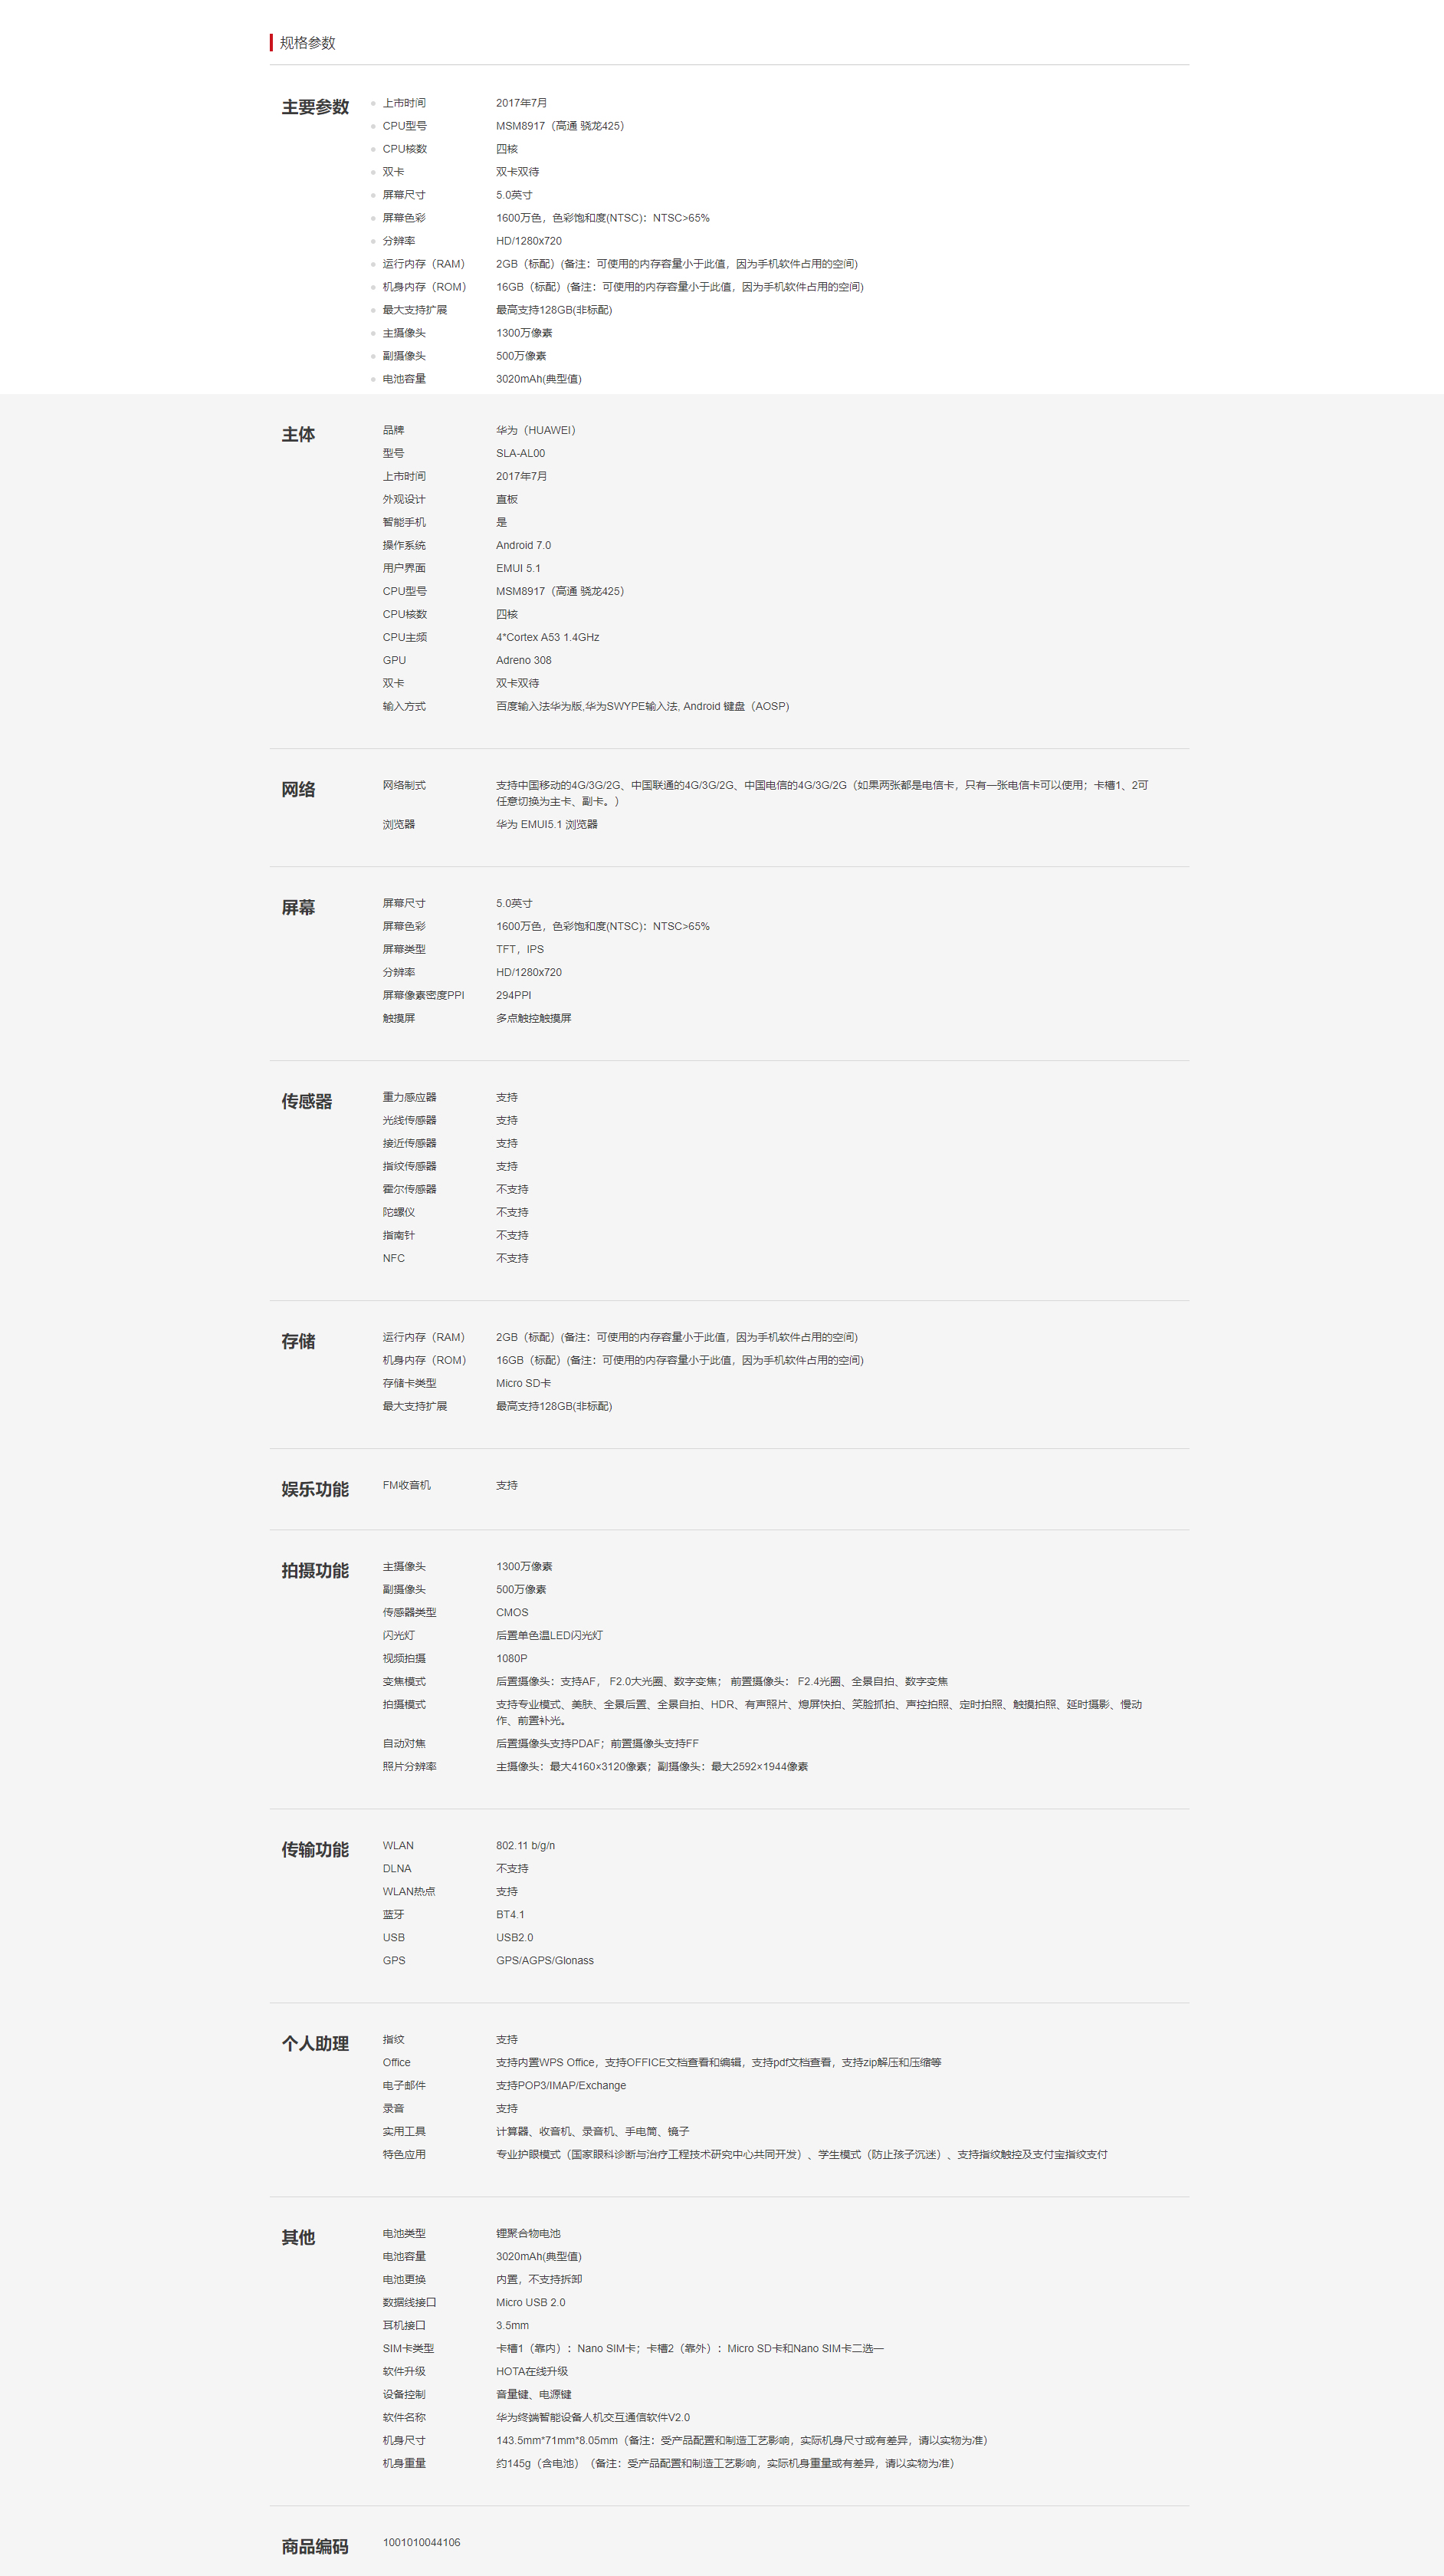 规格参数
主要参数
上市时间 2017年7月
CPU型号 MSM8917（高通 骁龙425）
CPU核数 四核
双卡 双卡双待
屏幕尺寸 5.0英寸
屏幕色彩 1600万色，色彩饱和度(NTSC)：NTSC>65%
分辨率 HD/1280x720
运行内存（RAM） 2GB（标配）(备注：可使用的内存容量小于此值，因为手机软件占用的空间)
机身内存（ROM） 16GB（标配）(备注：可使用的内存容量小于此值，因为手机软件占用的空间)
最大支持扩展 最高支持128GB(非标配)
主摄像头 1300万像素
副摄像头 500万像素
电池容量 3020mAh(典型值)
主体
品牌 华为（HUAWEI）
型号 SLA-AL00
上市时间 2017年7月
外观设计 直板
智能手机 是
操作系统 Android 7.0
用户界面 EMUI 5.1
CPU型号 MSM8917（高通 骁龙425）
CPU核数 四核
CPU主频 4*Cortex A53 1.4GHz
GPU Adreno 308
双卡 双卡双待
输入方式 百度输入法华为版,华为SWYPE输入法, Android 键盘（AOSP)
网络
网络制式 支持中国移动的4G/3G/2G、中国联通的4G/3G/2G、中国电信的4G/3G/2G（如果两张都是电信卡，只有一张电信卡可以使用；卡槽1、2可
任意切换为主卡、副卡。）
浏览器 华为 EMUI5.1 浏览器
屏幕
屏幕尺寸 5.0英寸
屏幕色彩 1600万色，色彩饱和度(NTSC)：NTSC>65%
屏幕类型 TFT，IPS
分辨率 HD/1280x720
屏幕像素密度PPI 294PPI
触摸屏 多点触控触摸屏
传感器
重力感应器 支持
光线传感器 支持
接近传感器 支持
指纹传感器 支持
霍尔传感器 不支持
陀螺仪 不支持
指南针 不支持
NFC 不支持
存储
运行内存（RAM） 2GB（标配）(备注：可使用的内存容量小于此值，因为手机软件占用的空间)
机身内存（ROM） 16GB（标配）(备注：可使用的内存容量小于此值，因为手机软件占用的空间)
存储卡类型 Micro SD卡
最大支持扩展 最高支持128GB(非标配)
娱乐功能
FM收音机 支持
拍摄功能
主摄像头 1300万像素
副摄像头 500万像素
传感器类型 CMOS
闪光灯 后置单色温LED闪光灯
视频拍摄 1080P
变焦模式 后置摄像头：支持AF， F2.0大光圈、数字变焦； 前置摄像头： F2.4光圈、全景自拍、数字变焦
拍摄模式 支持专业模式、美肤、全景后置、全景自拍、HDR、有声照片、熄屏快拍、笑脸抓拍、声控拍照、定时拍照、触摸拍照、延时摄影、慢动
作、前置补光。
自动对焦 后置摄像头支持PDAF；前置摄像头支持FF
照片分辨率 主摄像头：最大4160×3120像素；副摄像头：最大2592×1944像素
传输功能
WLAN 802.11 b/g/n
DLNA 不支持
WLAN热点 支持
蓝牙 BT4.1
USB USB2.0
GPS GPS/AGPS/Glonass
个人助理
指纹 支持
Office 支持内置WPS Office，支持OFFICE文档查看和编辑，支持pdf文档查看，支持zip解压和压缩等
电子邮件 支持POP3/IMAP/Exchange
录音 支持
实用工具 计算器、收音机、录音机、手电筒、镜子
特色应用 专业护眼模式（国家眼科诊断与治疗工程技术研究中心共同开发）、学生模式（防止孩子沉迷）、支持指纹触控及支付宝指纹支付
其他
电池类型 锂聚合物电池
电池容量 3020mAh(典型值)
电池更换 内置，不支持拆卸
数据线接口 Micro USB 2.0
耳机接口 3.5mm
SIM卡类型 卡槽1（靠内）：Nano SIM卡；卡槽2（靠外）：Micro SD卡和Nano SIM卡二选一
软件升级 HOTA在线升级
设备控制 音量键、电源键
软件名称 华为终端智能设备人机交互通信软件V2.0
机身尺寸 143.5mm*71mm*8.05mm（备注：受产品配置和制造工艺影响，实际机身尺寸或有差异，请以实物为准）
机身重量 约145g（含电池）（备注：受产品配置和制造工艺影响，实际机身重量或有差异，请以实物为准）
商品编码
1001010044106